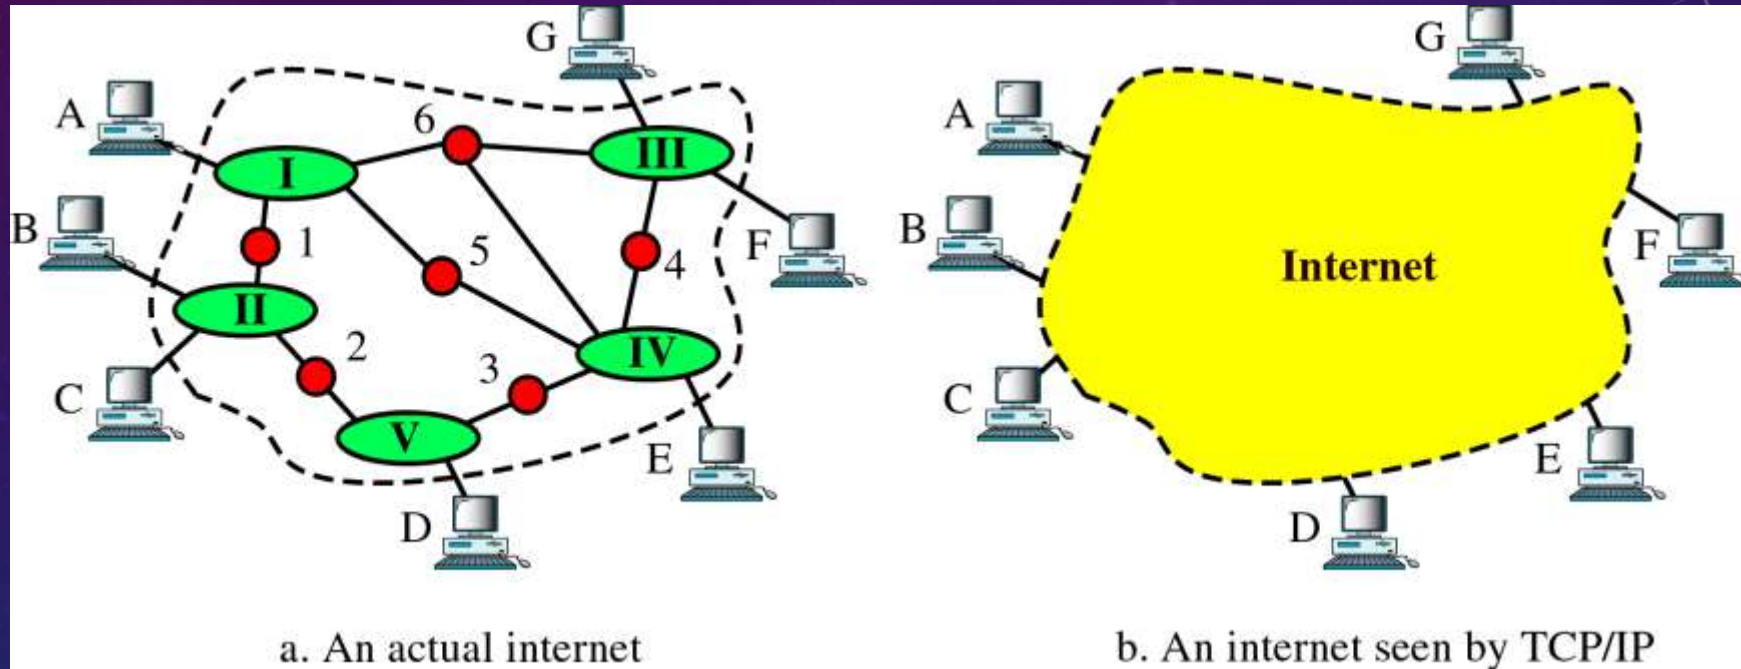 G
A
6
III
I
B
1
5
4
F
II
2
3
IV
C
V
E
D
a. An actual internet
G
A
B
Internet
F
C
E
D
b. An internet seen by TCP/IP